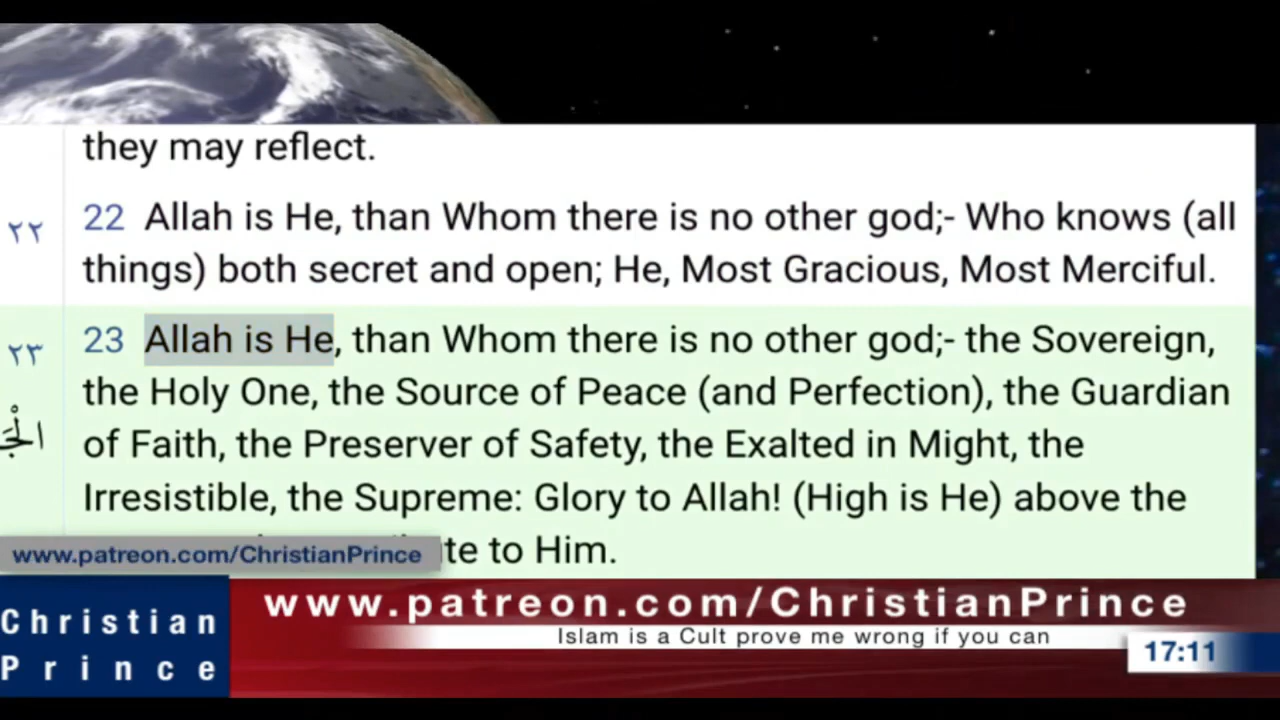 they may reflect.
٢٢
22 Allah is He, than Whom there is no other god;- Who knows (all
things) both secret and open; He, Most Gracious, Most Merciful.
٢٣
23 Allah is He, than Whom there is no other god;- the Sovereign,
the Holy One, the Source of Peace (and Perfection), the Guardian
of Faith, the Preserver of Safety, the Exalted in Might, the
Irresistible, the Supreme: Glory to Allah! (High is He) above the
to Him.
www.patreon.com/ChristianPrince
www.patreon.com/ChristianPrince
Islam is a Cult prove me wrong if you can
Christian
Prince
17:11